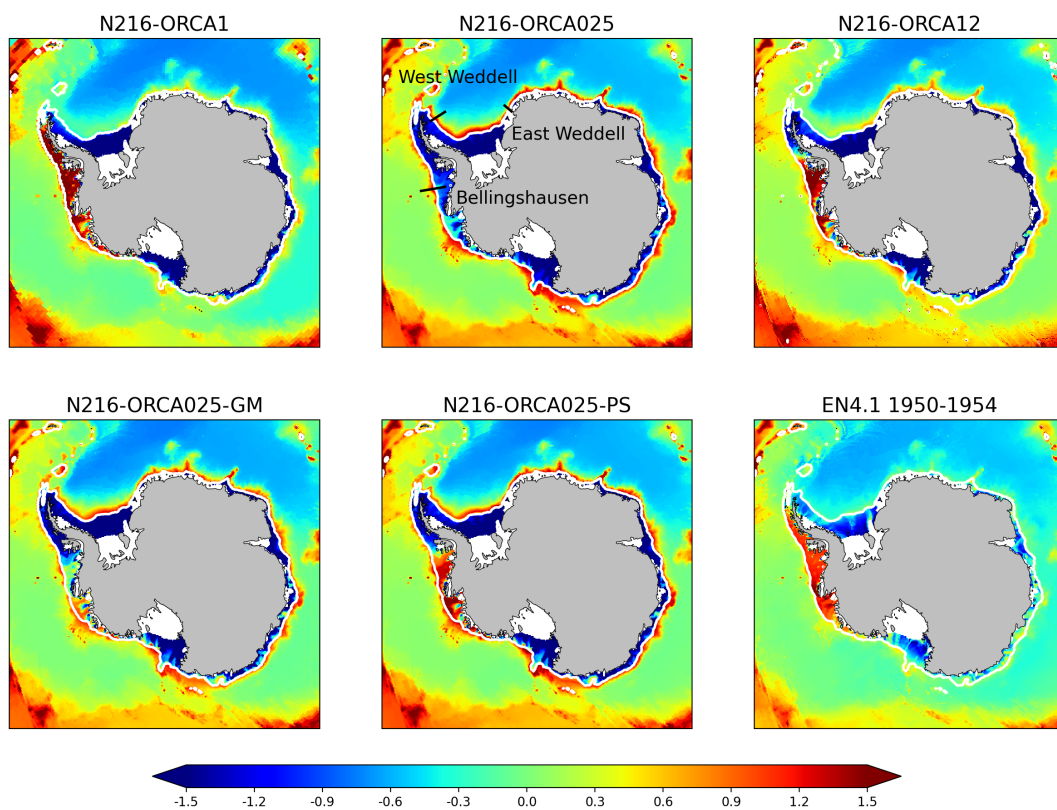 N216-ORCA1
N216-ORCA025
N216-ORCA12
West Weddell
East Weddell
Bellingshausen
N216-ORCA025-GM
N216-ORCA025-PS
EN4.1 1950-1954
-1.5 -1.2 -0.9 -0.6 -0.3 0.0 0.3 0.6 0.9 1.2 1.5